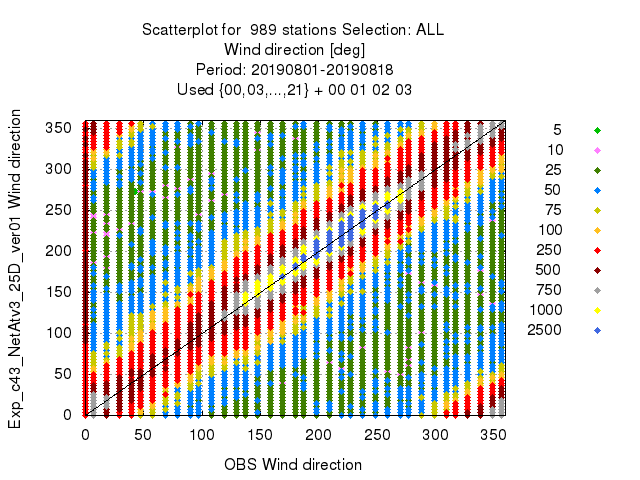 Scatterplot for 989 stations Selection: ALL
Wind direction [deg]
Period: 20190801-20190818
Used {00,03,...,21} + 00 01 02 03
Exp_c43_NetAtv3_25D_ver01 Wind direction
350
300
250
200
150
100
50
0
0 50 100 150 200 250 300 350
OBS Wind direction
5
10
25
50
75
100
250
500
750
1000
2500